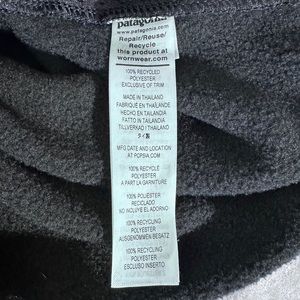 patagonia
www.patagonia.com
Repair/Reuse/
Recycle
this product at
wornwear.com
100% RECYCLED
POLYESTER
EXCLUSIVE OF TRIM
MADE IN THAILAND
FABRIQUÉ EN THAÏLANDE
HECHO EN TAILANDIA
FATTO IN TAILANDIA
TILLVERKAD I THAILAND
MFG DATE AND LOCATION
AT POPSIA.COM
100% RECYCLE
POLYESTER
A PART LA GARNITURE
100% POLIESTER
RECICLADO
NO INCLUYE EL ADORNO
100% RECYCLING
POLYESTER
AUSGENOMMEN BESATZ
100% RECYCLING
POLYESTER
ESCLUSO INSERTO